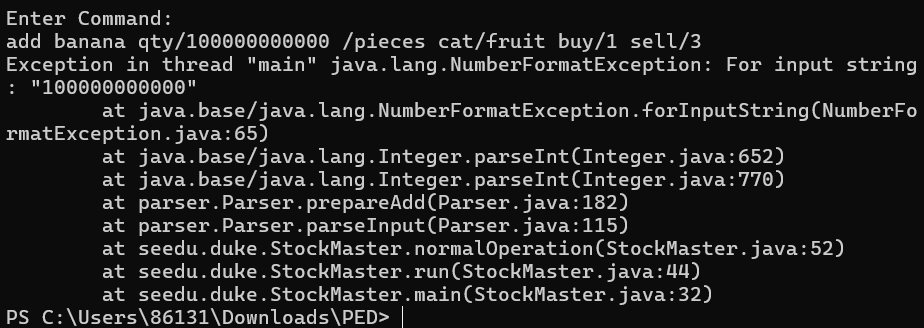 Enter Command:
add banana qty/100000000000 /pieces cat/fruit buy/1 sell/3
Exception in thread "main" java.lang.NumberFormatException: For input string
: "100000000000"
        at java.base/java.lang.NumberFormatException.forInputString(NumberFo
rmatException.java:65)
        at java.base/java.lang.Integer.parseInt(Integer.java:652)
        at java.base/java.lang.Integer.parseInt(Integer.java:770)
        at parser.Parser.prepareAdd(Parser.java:182)
        at parser.Parser.parseInput(Parser.java:115)
        at seedu.duke.StockMaster.normalOperation(StockMaster.java:52)
        at seedu.duke.StockMaster.run(StockMaster.java:44)
        at seedu.duke.StockMaster.main(StockMaster.java:32)
PS C:\Users\86131\Downloads\PED>